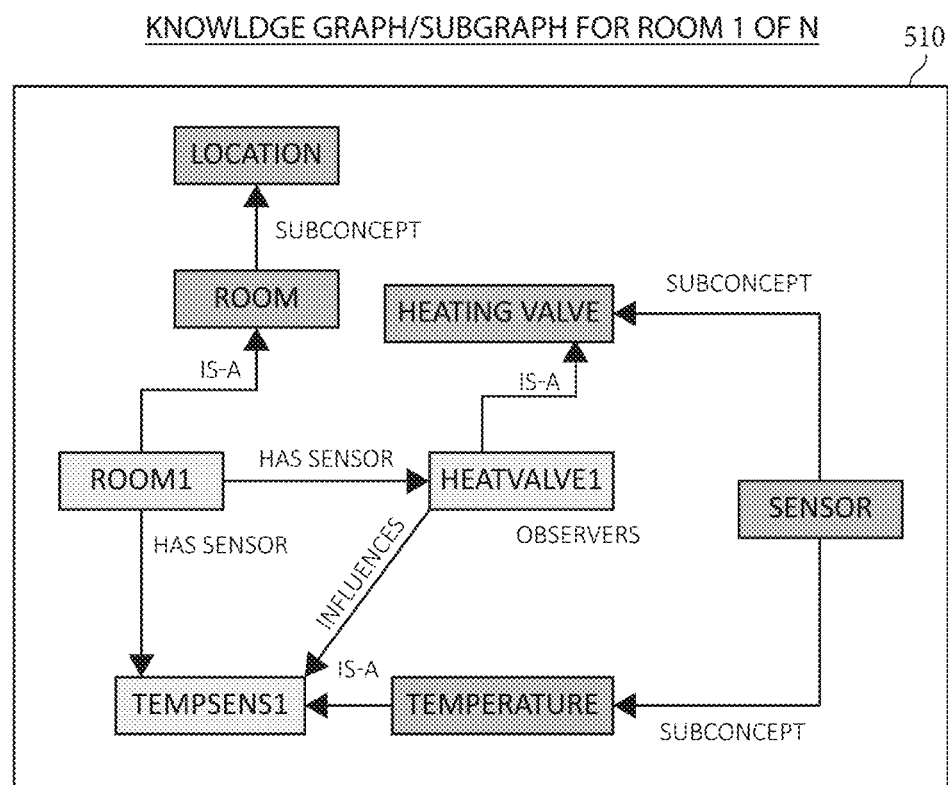 KNOWLDGE GRAPH/SUBGRAPH FOR ROOM 1 OF N
510
LOCATION
SUBCONCEPT
ROOM
HEATING VALVE
SUBCONCEPT
IS-A
IS-A
ROOM1
HAS SENSOR
HEATVALVE1
SENSOR
HAS SENSOR
OBSERVERS
INFLUENCES
IS-A
TEMPSENS1
TEMPERATURE
SUBCONCEPT